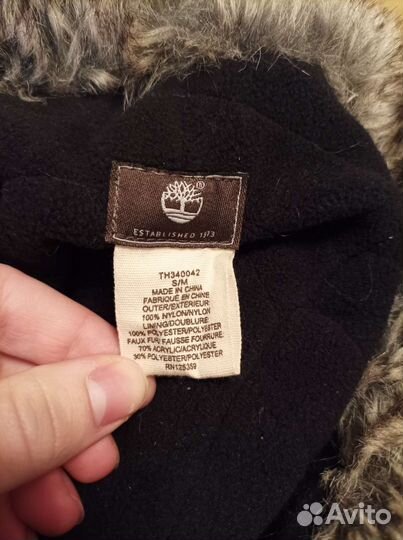 ®
ESTABLISHED 1973
TH340042
S/M
MADE IN CHINA
FABRIQUÉ EN CHINE
OUTER/EXTERIEUR
100% NYLON/NYLON
LINING/DOUBLURE
100% POLYESTER/POLYESTER
FAUX FUR/ FAUSSE FOURRURE
70% ACRYLIC/ACRYLIQUE
30% POLYESTER/POLYESTER
RN125359
Avito